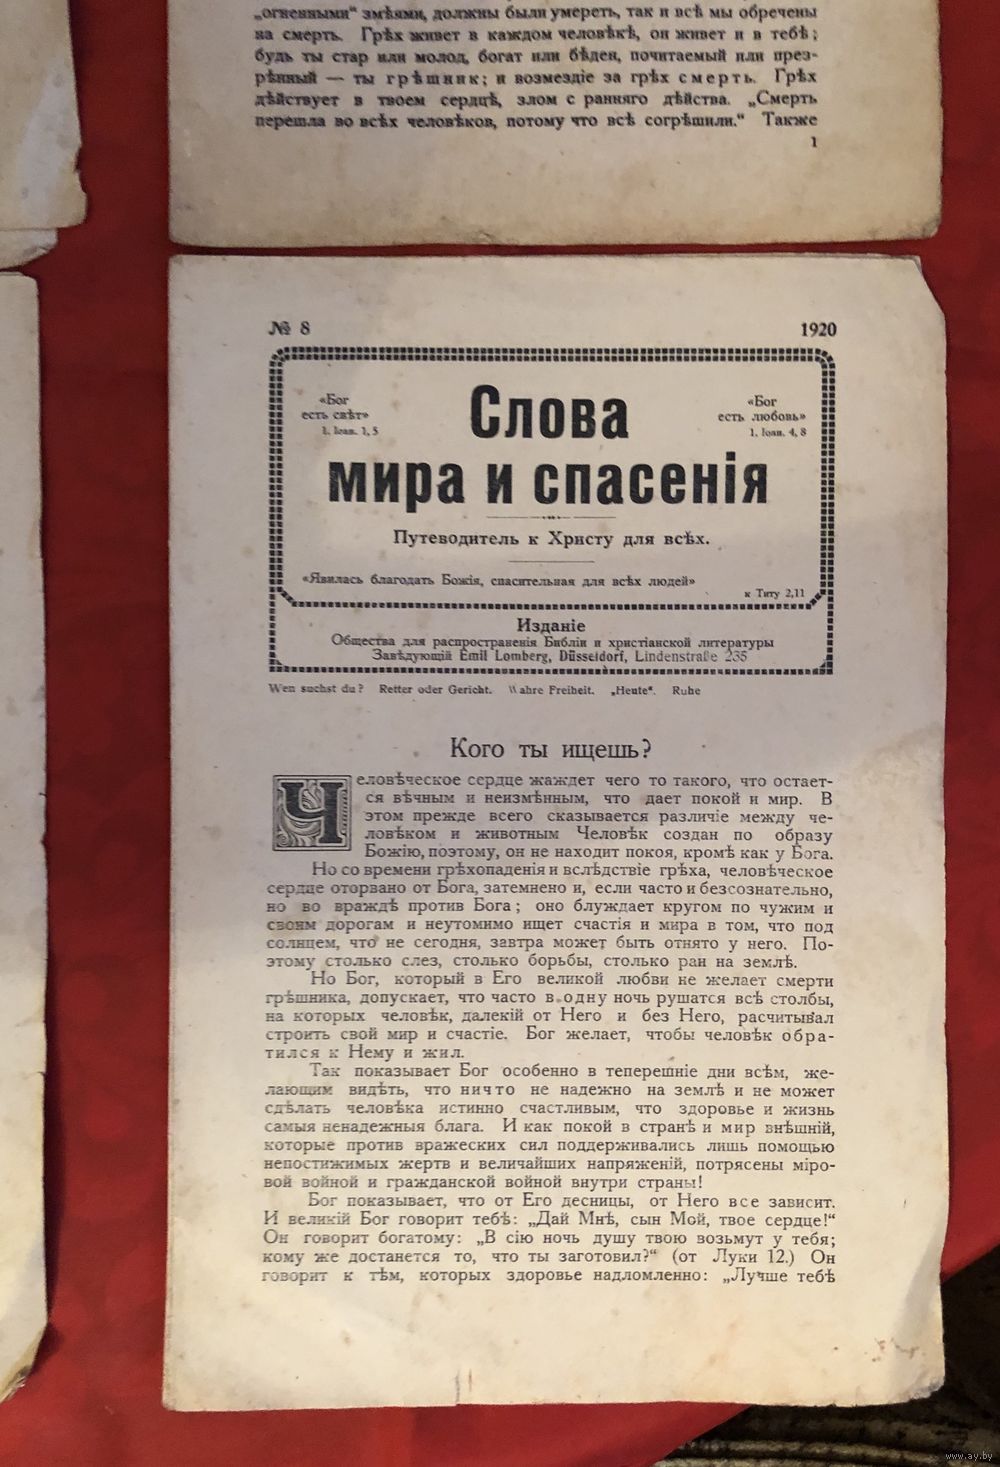 „огненными“ змѣями, должны были умереть, так и всѣ мы обречены
на смерть. Грѣх живет в каждом человѣкѣ, он живет и в тебѣ;
будь ты стар или молод, богат или бѣден, почитаемый или през-
рѣнный — ты грѣшник; и возмездіе за грѣх смерть. Грѣх
дѣйствует в твоем сердцѣ, злом с ранняго дѣйства. „Смерть
перешла во всѣх человѣков, потому что всѣ согрѣшили.“ Также
1
№ 8
1920
«Бог
есть свѣт»
1. Іоан. 1, 5
«Бог
есть любовь»
1. Іоан. 4, 8
Слова
мира и спасенія
Путеводитель к Христу для всѣх.
«Явилась благодать Божія, спасительная для всѣх людей»
к Титу 2,11
Изданіе
Общества для распространенія Библіи и христіанской литературы
Завѣдующій Emil Lomberg, Düsseldorf, Lindenstraße 235
Wen suchst du? Retter oder Gericht. Wahre Freiheit. „Heute“. Ruhe
Кого ты ищешь?
Человѣческое сердце жаждет чего то такого, что остает-
ся вѣчным и неизмѣнным, что дает покой и мир. В
этом прежде всего сказывается различіе между че-
ловѣком и животным Человѣк создан по образу
Божію, поэтому, он не находит покоя, кромѣ как у Бога.
Но со времени грѣхопаденія и вслѣдствіе грѣха, человѣческое
сердце оторвано от Бога, затемнено и, если часто и безсознательно,
но во враждѣ против Бога; оно блуждает кругом по чужим и
своим дорогам и неутомимо ищет счастія и мира в том, что под
солнцем, что не сегодня, завтра может быть отнято у него. По-
этому столько слез, столько борьбы, столько ран на землѣ.
Но Бог, который в Его великой любви не желает смерти
грѣшника, допускает, что часто в одну ночь рушатся всѣ столбы,
на которых человѣк, далекій от Него и без Него, расчитывал
строить свой мир и счастіе. Бог желает, чтобы человѣк обра-
тился к Нему и жил.
Так показывает Бог особенно в теперешніе дни всѣм, же-
лающим видѣть, что ничто не надежно на землѣ и не может
сдѣлать человѣка истинно счастливым, что здоровье и жизнь
самыя ненадежныя блага. И как покой в странѣ и мир внѣшній,
которые против вражеских сил поддерживались лишь помощью
непостижимых жертв и величайших напряженій, потрясены міро-
вой войной и гражданской войной внутри страны!
Бог показывает, что от Его десницы, от Него все зависит.
И великій Бог говорит тебѣ: „Дай Мнѣ, сын Мой, твое сердце!“
Он говорит богатому: „В сію ночь душу твою возьмут у тебя;
кому же достанется то, что ты заготовил?“ (от Луки 12.) Он
говорит к тѣм, которых здоровье надломленно: „Лучше тебѣ
www.ay.by